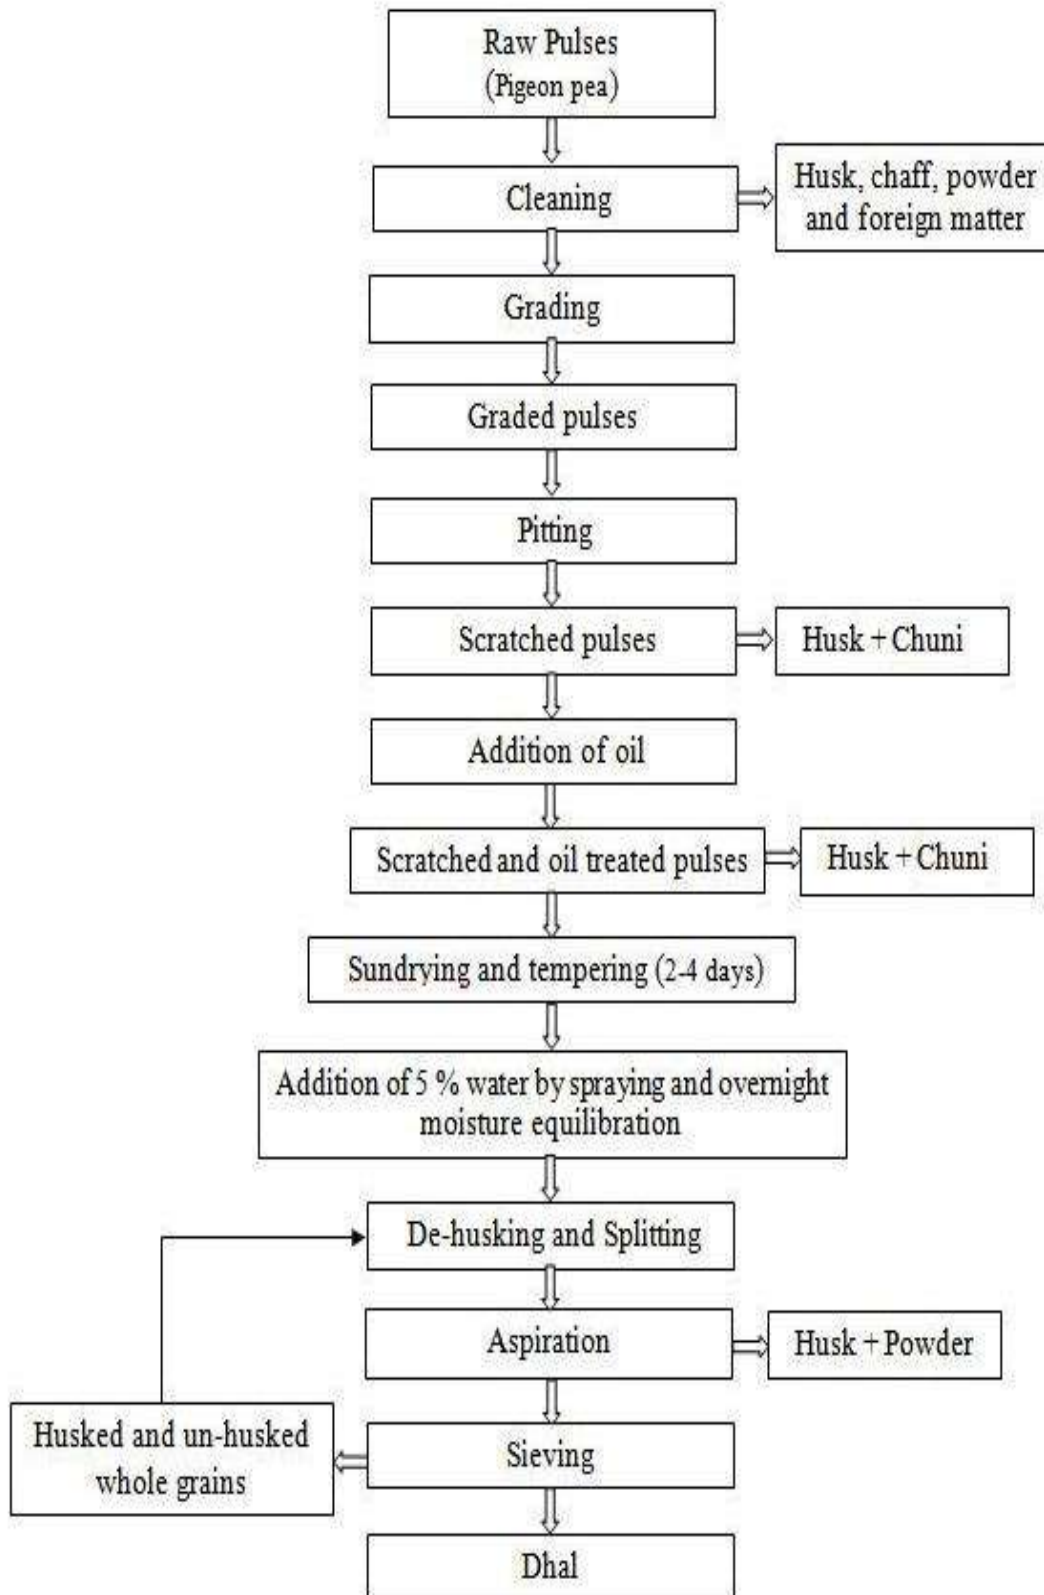 Raw Pulses
(Pigeon pea)
Cleaning
Husk, chaff, powder
and foreign matter
Grading
Graded pulses
Pitting
Scratched pulses
Husk + Chuni
Addition of oil
Scratched and oil treated pulses
Husk + Chuni
Sundrying and tempering (2-4 days)
Addition of 5 % water by spraying and overnight
moisture equilibration
De-husking and Splitting
Aspiration
Husk + Powder
Husked and un-husked
whole grains
Sieving
Dhal